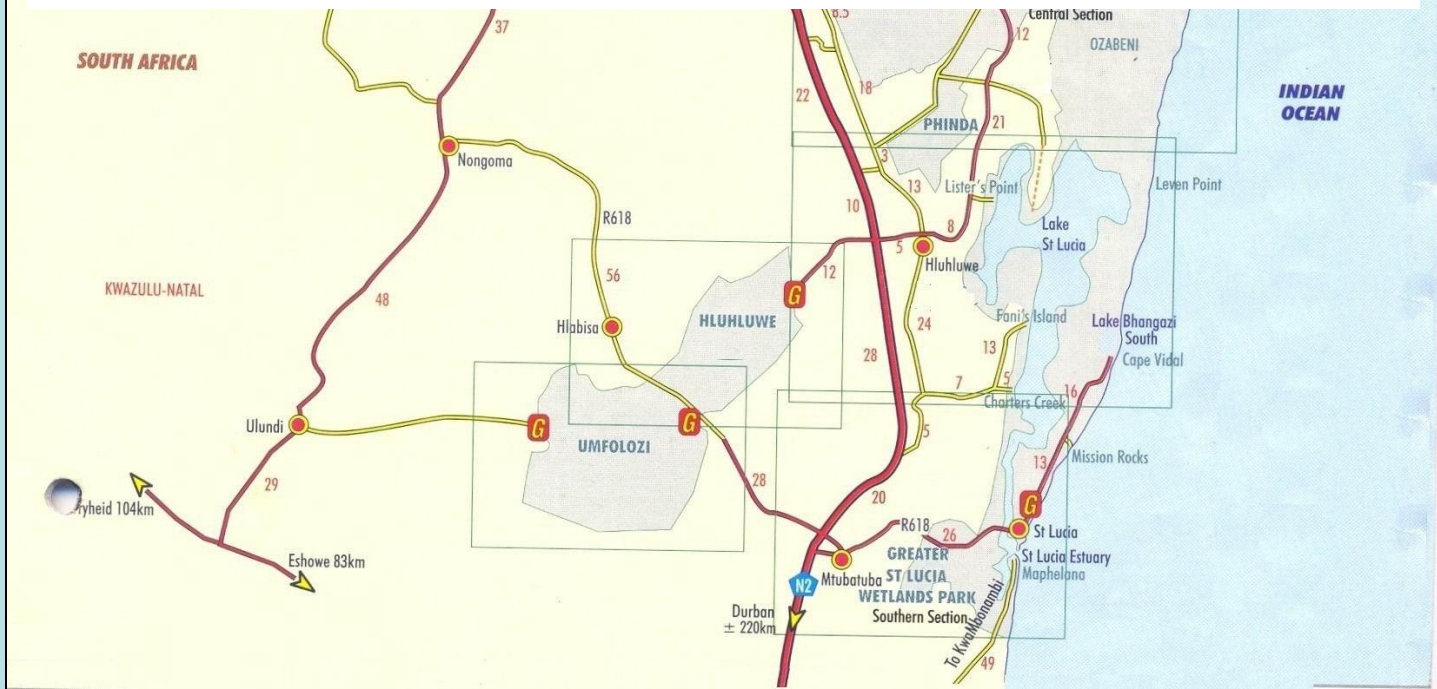 37
8.5
Central Section
SOUTH AFRICA
12
OZABENI
22
18
INDIAN
OCEAN
PHINDA
21
Nongoma
3
13
Lister's Point
Leven Point
R618
10
8
Lake
St Lucia
5
Hluhluwe
12
KWAZULU-NATAL
48
56
G
HLUHLUWE
Hlabisa
24
Fani's Island
Lake Bhangazi
South
13
28
Cape Vidal
7
5
16
Charters Creek
Ulundi
G
G
UMFOLOZI
5
13
Mission Rocks
29
28
20
ryheid 104km
G
R618
26
St Lucia
Eshowe 83km
GREATER
ST LUCIA
WETLANDS PARK
Southern Section
St Lucia Estuary
Maphelana
Mtubatuba
N2
Durban
± 220km
To KwaMbonambi
49